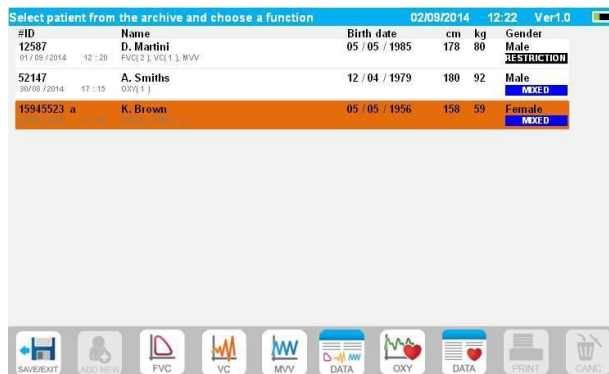 Select patient from the archive and choose a function 02/09/2014 12:22 Ver1.0
#ID Name Birth date cm kg Gender
12587 D. Martini 05 / 05 / 1985 178 80 Male
01 / 09 / 2014 12 : 20 FVC( 2 ), VC( 1 ), MVV RESTRICTION
52147 A. Smiths 12 / 04 / 1979 180 92 Male
30/08 / 2014 17 : 15 OXY( 1 ) MIXED
15945523 a K. Brown 05 / 05 / 1956 158 59 Female
MIXED
SAVE/EXIT ADD NEW FVC VC MVV DATA OXY DATA PRINT CANC